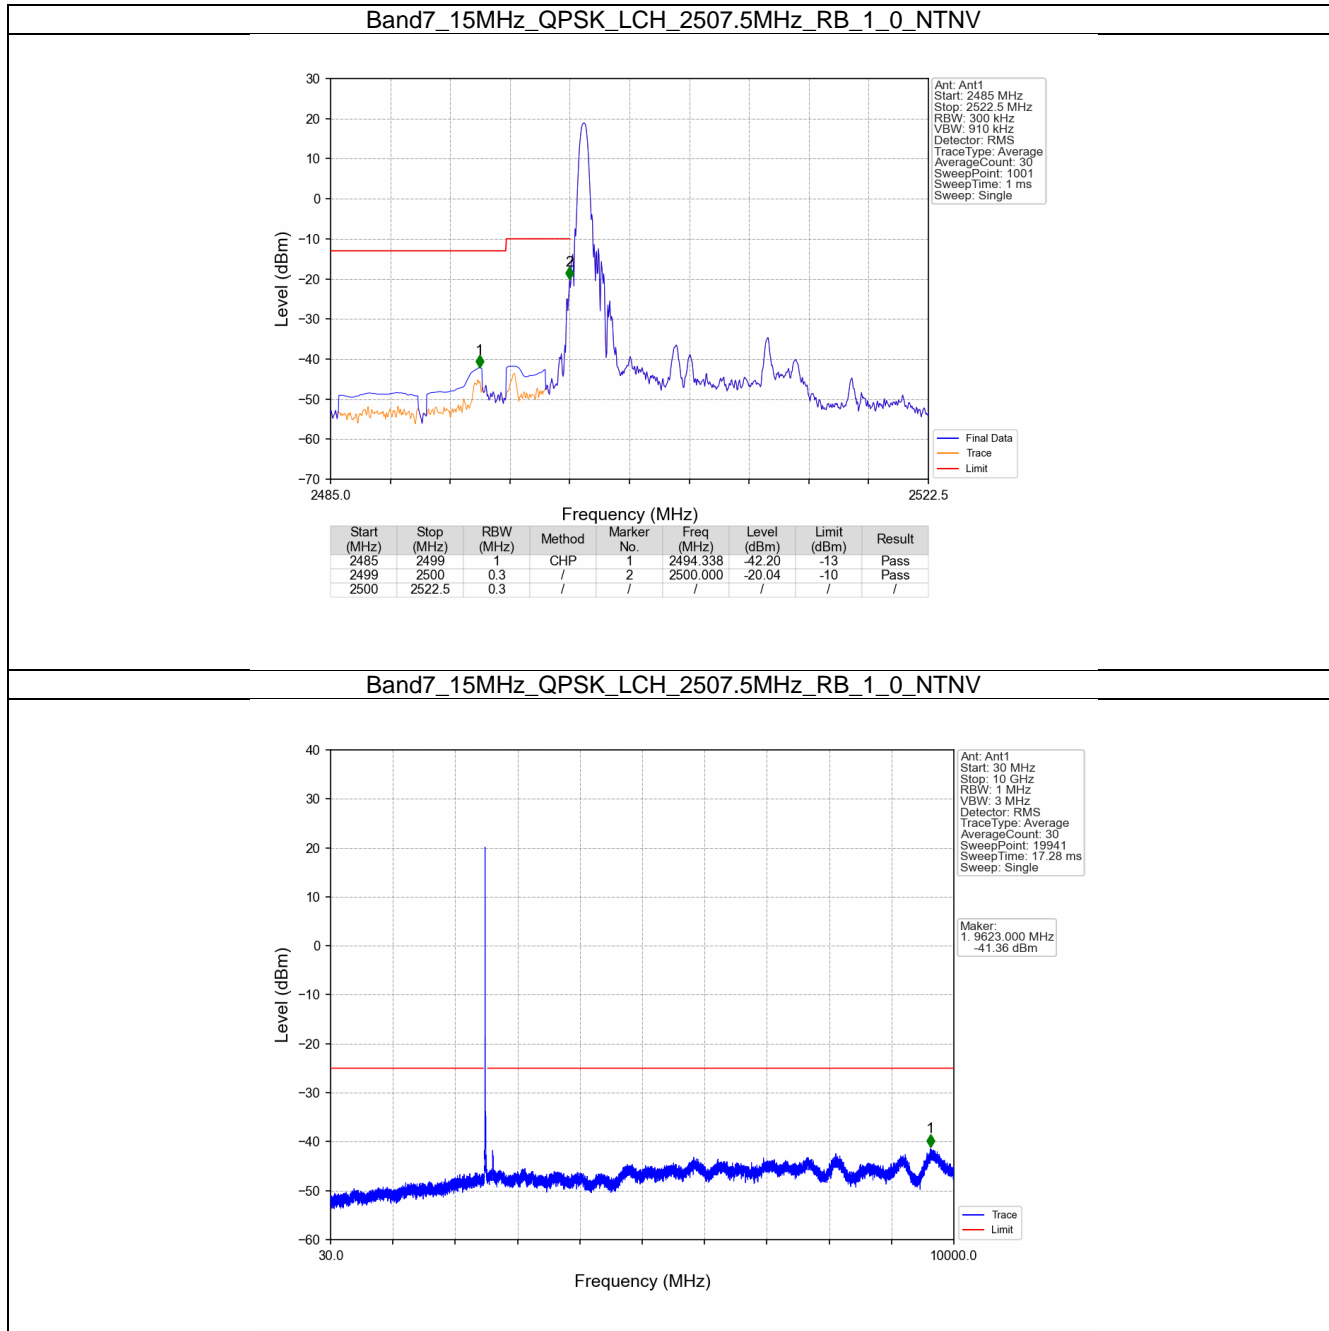 Band7_15MHz_QPSK_LCH_2507.5MHz_RB_1_0_NTNV
30
20
10
0
−10
−20
−30
−40
−50
−60
−70
Level (dBm)
1
2
2485.0
2522.5
Frequency (MHz)
Ant: Ant1
Start: 2485 MHz
Stop: 2522.5 MHz
RBW: 300 kHz
VBW: 910 kHz
Detector: RMS
TraceType: Average
AverageCount: 30
SweepPoint: 1001
SweepTime: 1 ms
Sweep: Single
Final Data
Trace
Limit
Start (MHz) Stop (MHz) RBW (MHz) Method Marker No. Freq (MHz) Level (dBm) Limit (dBm) Result
2485 2499 1 CHP 1 2494.338 -42.20 -13 Pass
2499 2500 0.3 / 2 2500.000 -20.04 -10 Pass
2500 2522.5 0.3 / / / / / /
Band7_15MHz_QPSK_LCH_2507.5MHz_RB_1_0_NTNV
40
30
20
10
0
−10
−20
−30
−40
−50
−60
Level (dBm)
1
30.0
10000.0
Frequency (MHz)
Ant: Ant1
Start: 30 MHz
Stop: 10 GHz
RBW: 1 MHz
VBW: 3 MHz
Detector: RMS
TraceType: Average
AverageCount: 30
SweepPoint: 19941
SweepTime: 17.28 ms
Sweep: Single
Maker:
1. 9623.000 MHz
-41.36 dBm
Trace
Limit